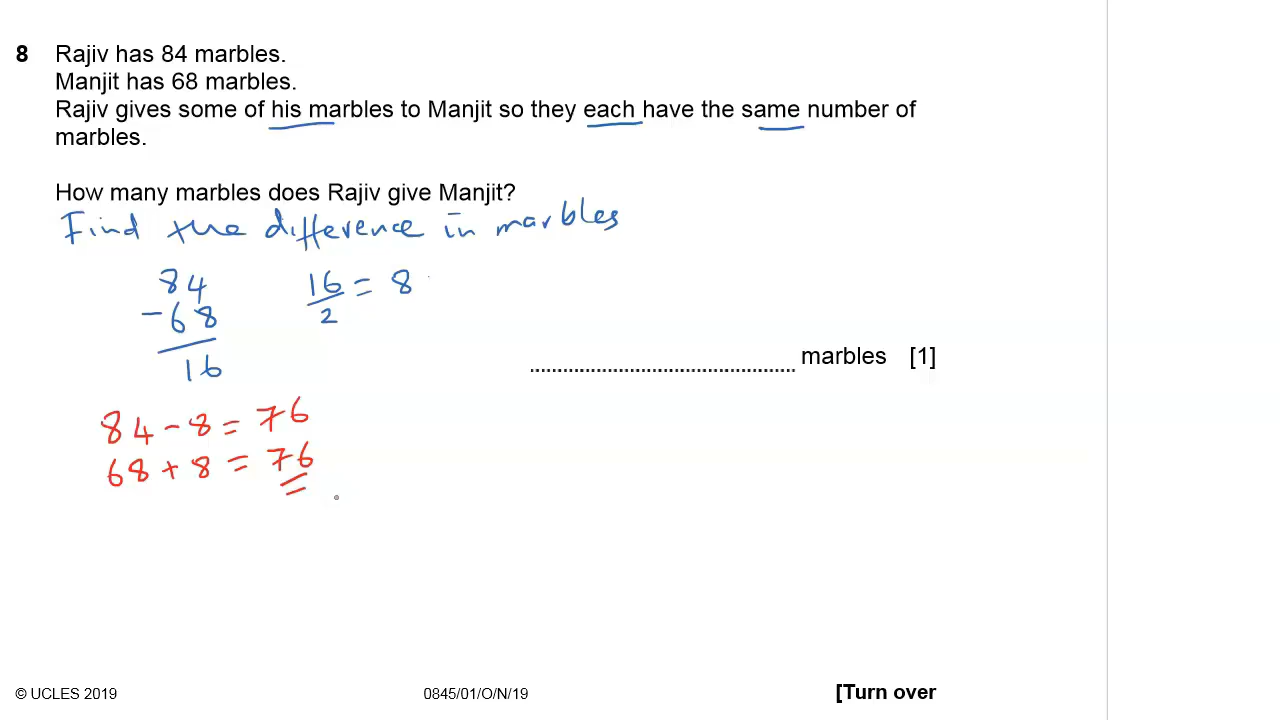 8 Rajiv has 84 marbles.
Manjit has 68 marbles.
Rajiv gives some of his marbles to Manjit so they each have the same number of
marbles.
How many marbles does Rajiv give Manjit?
Find the difference in marbles
84
-68
16
16/2 = 8
.................................................. marbles [1]
84 - 8 = 76
68 + 8 = 76
© UCLES 2019 0845/01/O/N/19 [Turn over